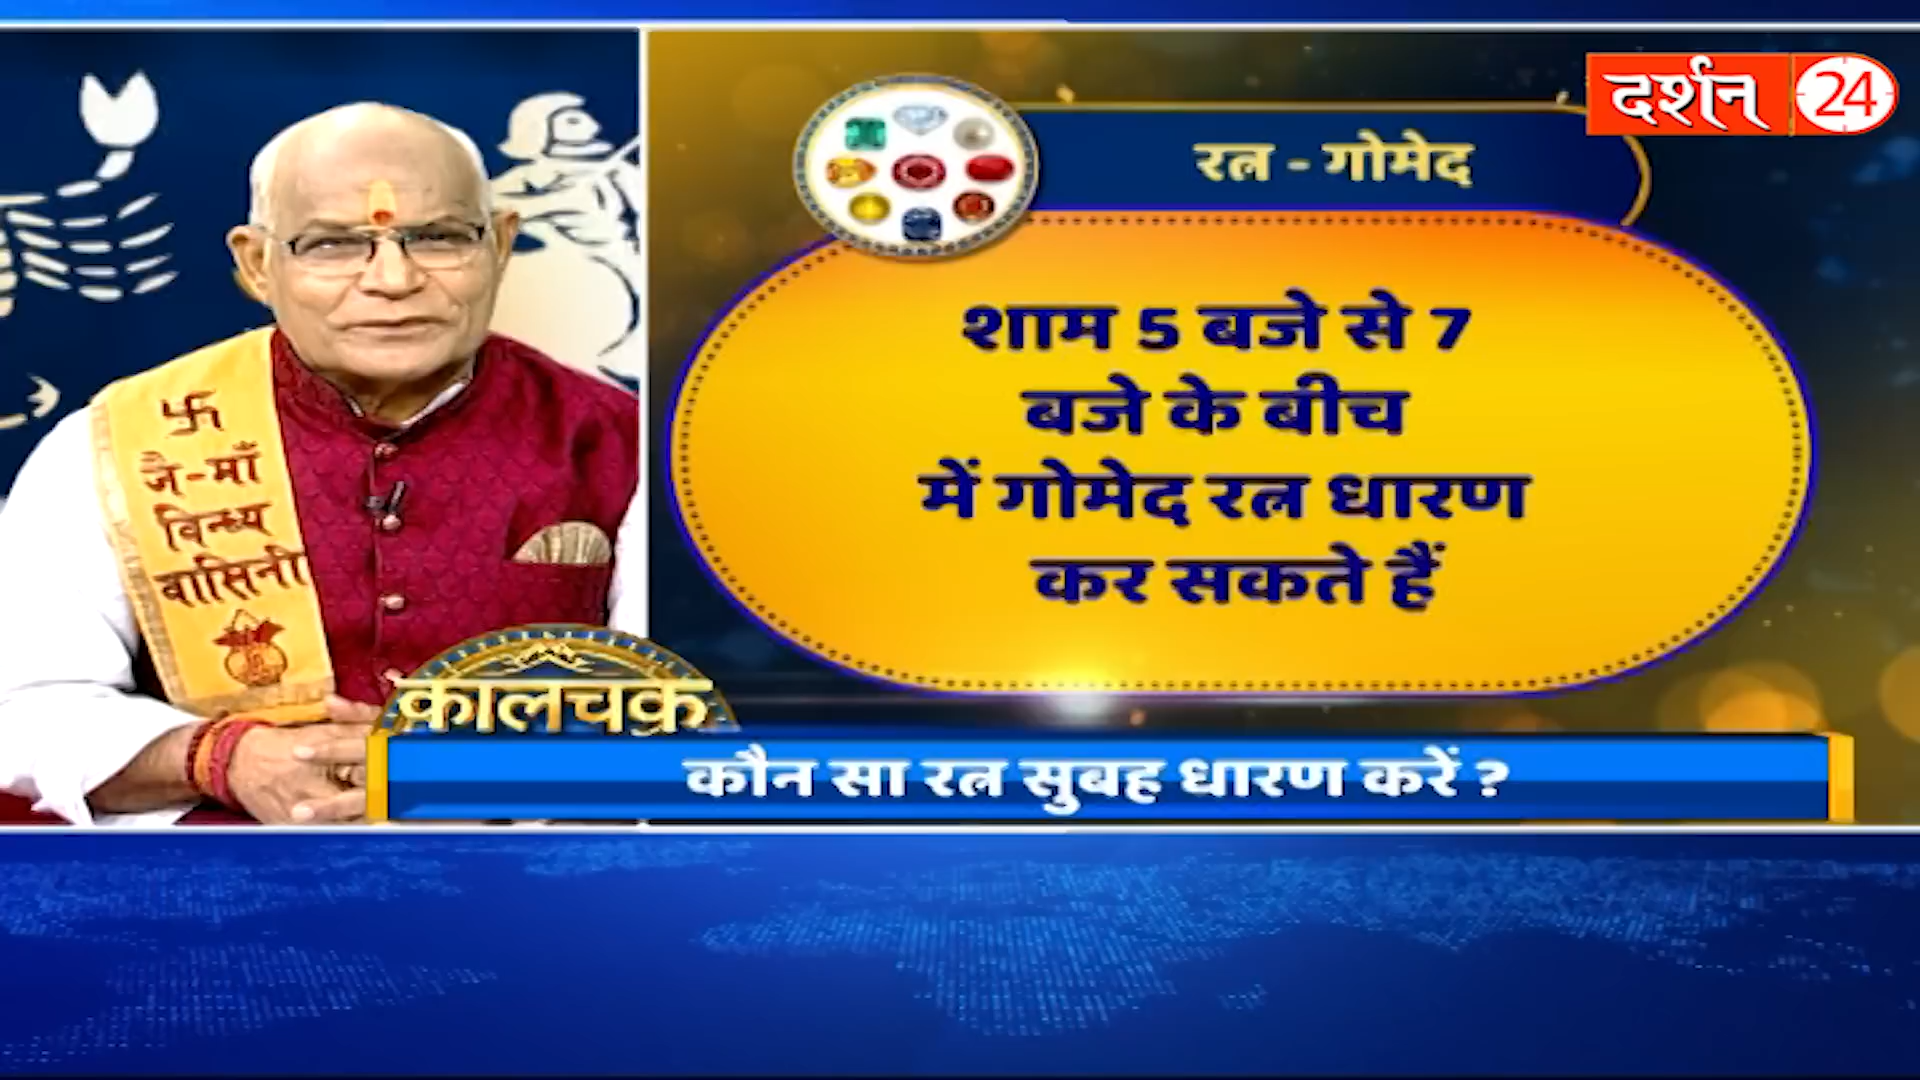 दर्शन 24
रत्न - गोमेद
शाम 5 बजे से 7
बजे के बीच
में गोमेद रत्न धारण
कर सकते हैं
जै-माँ
विन्ध्य
वासिनी
कालचक्र
कौन सा रत्न सुबह धारण करें ?